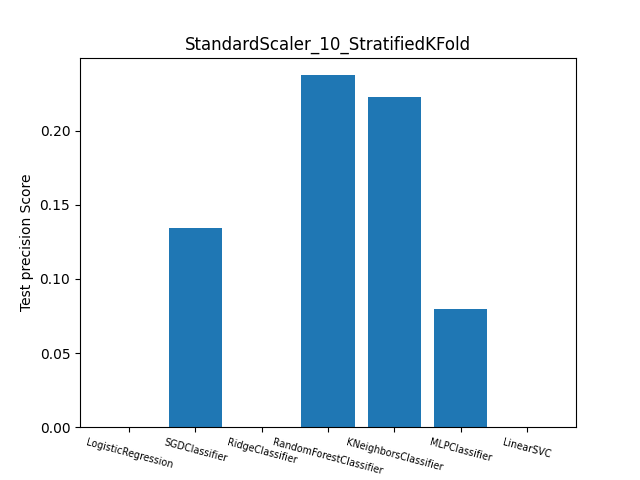 StandardScaler_10_StratifiedKFold
Test precision Score
0.20
0.15
0.10
0.05
0.00
LogisticRegression
SGDClassifier
RidgeClassifier
RandomForestClassifier
KNeighborsClassifier
MLPClassifier
LinearSVC